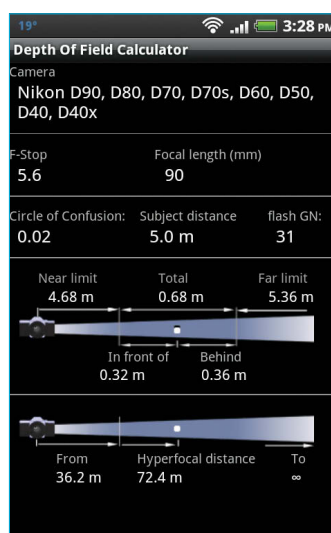 19° 3:28 PM
Depth Of Field Calculator
Camera
Nikon D90, D80, D70, D70s, D60, D50,
D40, D40x
F-Stop Focal length (mm)
5.6 90
Circle of Confusion: Subject distance flash GN:
0.02 5.0 m 31
Near limit Total Far limit
4.68 m 0.68 m 5.36 m
In front of Behind
0.32 m 0.36 m
From Hyperfocal distance To
36.2 m 72.4 m ∞